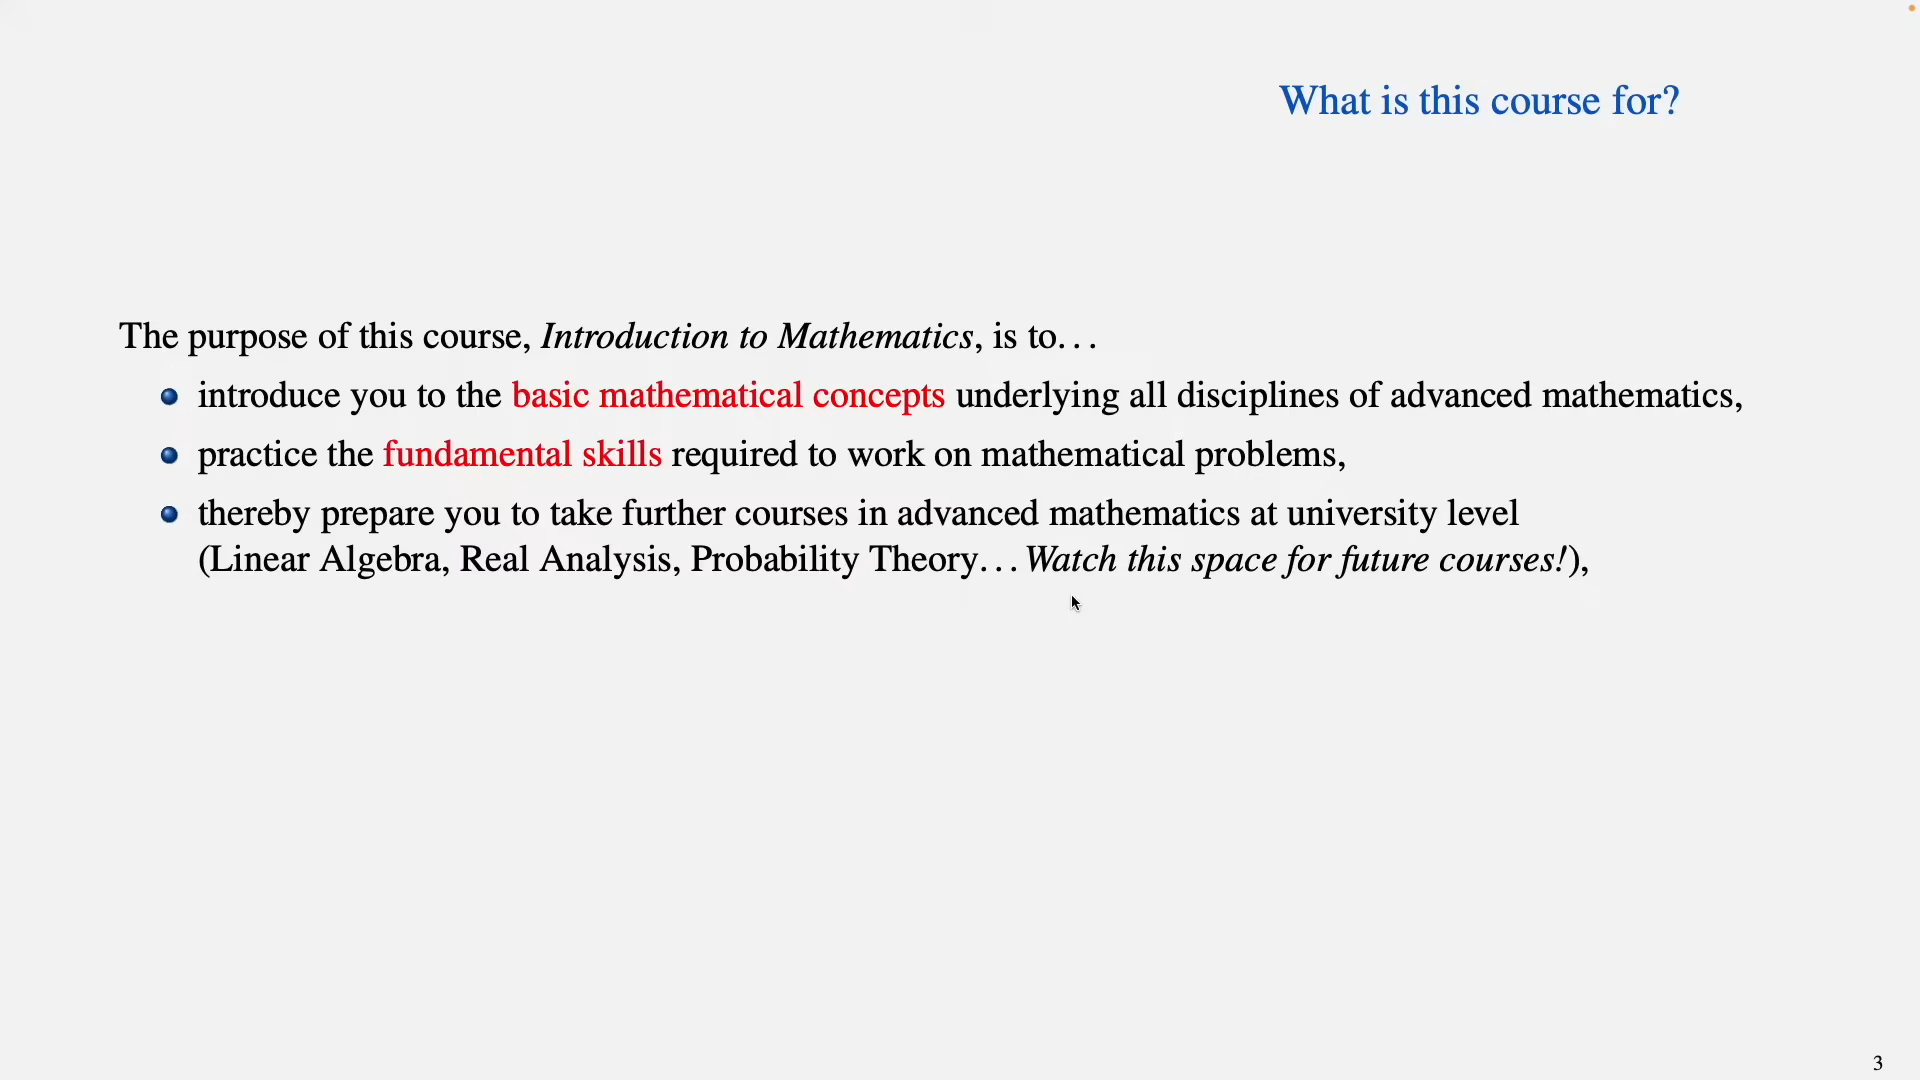 What is this course for?
The purpose of this course, Introduction to Mathematics, is to. . .
introduce you to the basic mathematical concepts underlying all disciplines of advanced mathematics,
practice the fundamental skills required to work on mathematical problems,
thereby prepare you to take further courses in advanced mathematics at university level
(Linear Algebra, Real Analysis, Probability Theory. . . Watch this space for future courses!),
3